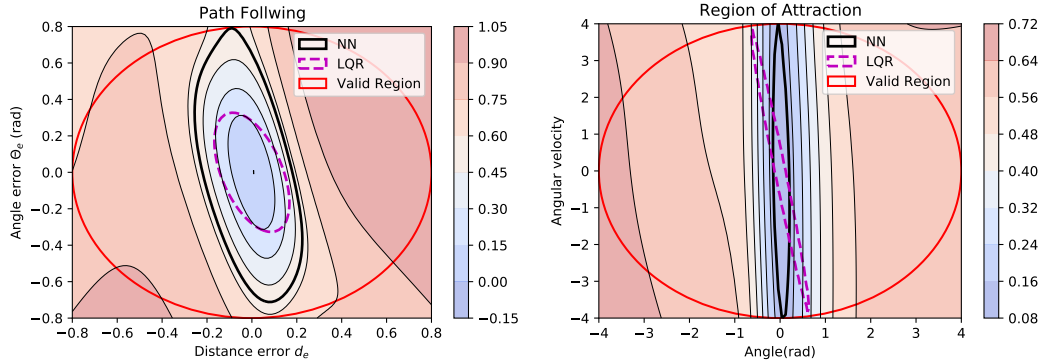 Path Follwing
Angle error Θe (rad)
0.8
0.6
0.4
0.2
0.0
−0.2
−0.4
−0.6
−0.8
−0.8 −0.6 −0.4 −0.2 0.0 0.2 0.4 0.6 0.8
Distance error de
NN
LQR
Valid Region
1.05
0.90
0.75
0.60
0.45
0.30
0.15
0.00
−0.15
Region of Attraction
Angular velocity
4
3
2
1
0
−1
−2
−3
−4
−4 −3 −2 −1 0 1 2 3 4
Angle(rad)
NN
LQR
Valid Region
0.72
0.64
0.56
0.48
0.40
0.32
0.24
0.16
0.08